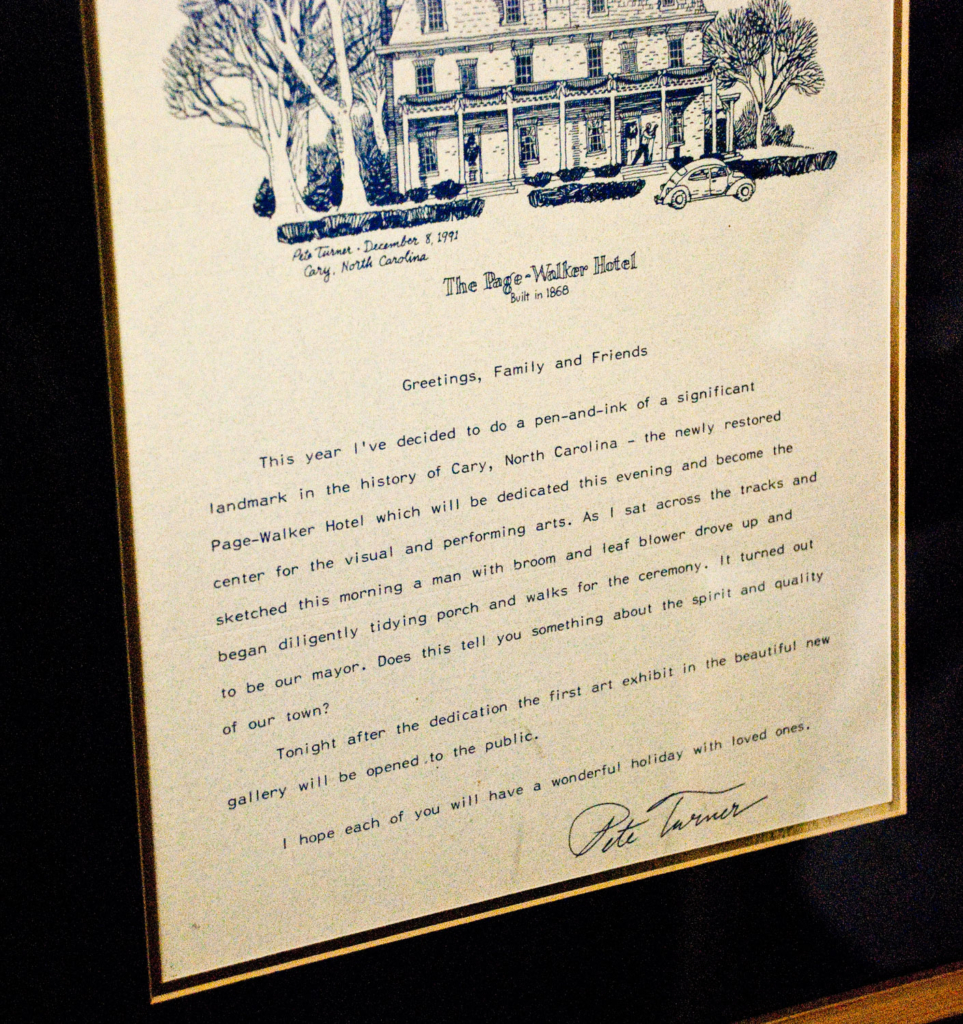 Pete Turner · December 8, 1991
Cary, North Carolina
The Page-Walker Hotel
Built in 1868
Greetings, Family and Friends
This year I've decided to do a pen-and-ink of a significant
landmark in the history of Cary, North Carolina – the newly restored
Page-Walker Hotel which will be dedicated this evening and become the
center for the visual and performing arts. As I sat across the tracks and
sketched this morning a man with broom and leaf blower drove up and
began diligently tidying porch and walks for the ceremony. It turned out
to be our mayor. Does this tell you something about the spirit and quality
of our town?
Tonight after the dedication the first art exhibit in the beautiful new
gallery will be opened to the public.
I hope each of you will have a wonderful holiday with loved ones.
Pete Turner